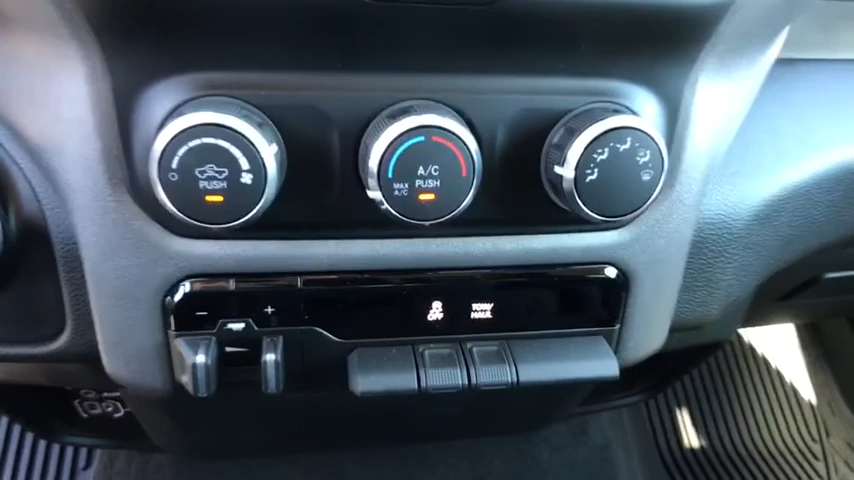 PUSH
A/C
MAX
A/C
PUSH
- +
OFF
TOW/
HAUL